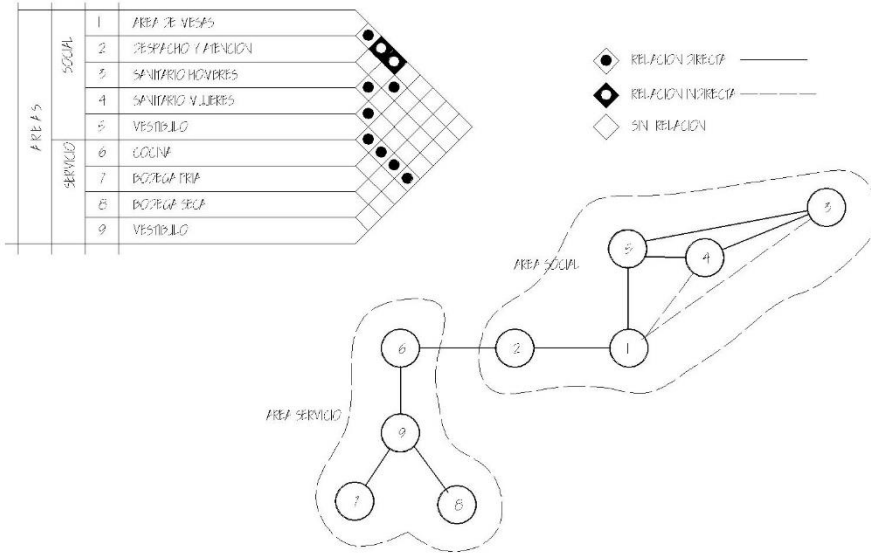 AREAS
SOCIAL
SERVICIO
1 AREA DE MESAS
2 DESPACHO Y ATENCION
3 SANITARIO HOMBRES
4 SANITARIO MUJERES
5 VESTIBULO
6 COCINA
7 BODEGA FRIA
8 BODEGA SECA
9 VESTIBULO
RELACION DIRECTA
RELACION INDIRECTA
SIN RELACION
AREA SOCIAL
3
5
4
6
2
1
AREA SERVICIO
9
7
8